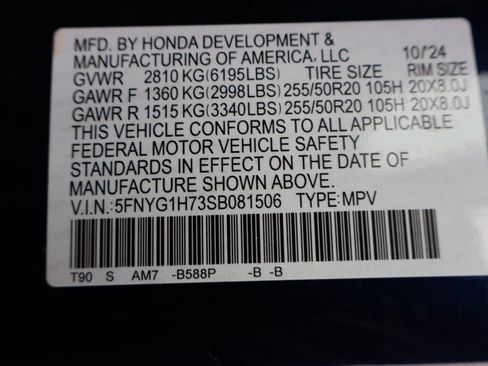 MFD. BY HONDA DEVELOPMENT &
MANUFACTURING OF AMERICA, LLC 10/24
GVWR 2810 KG(6195LBS) TIRE SIZE RIM SIZE
GAWR F 1360 KG(2998LBS) 255/50R20 105H 20X8.0J
GAWR R 1515 KG(3340LBS) 255/50R20 105H 20X8.0J
THIS VEHICLE CONFORMS TO ALL APPLICABLE
FEDERAL MOTOR VEHICLE SAFETY
STANDARDS IN EFFECT ON THE DATE OF
MANUFACTURE SHOWN ABOVE.
V.I.N.:5FNYG1H73SB081506 TYPE:MPV
T90 S AM7 -B588P -B -B